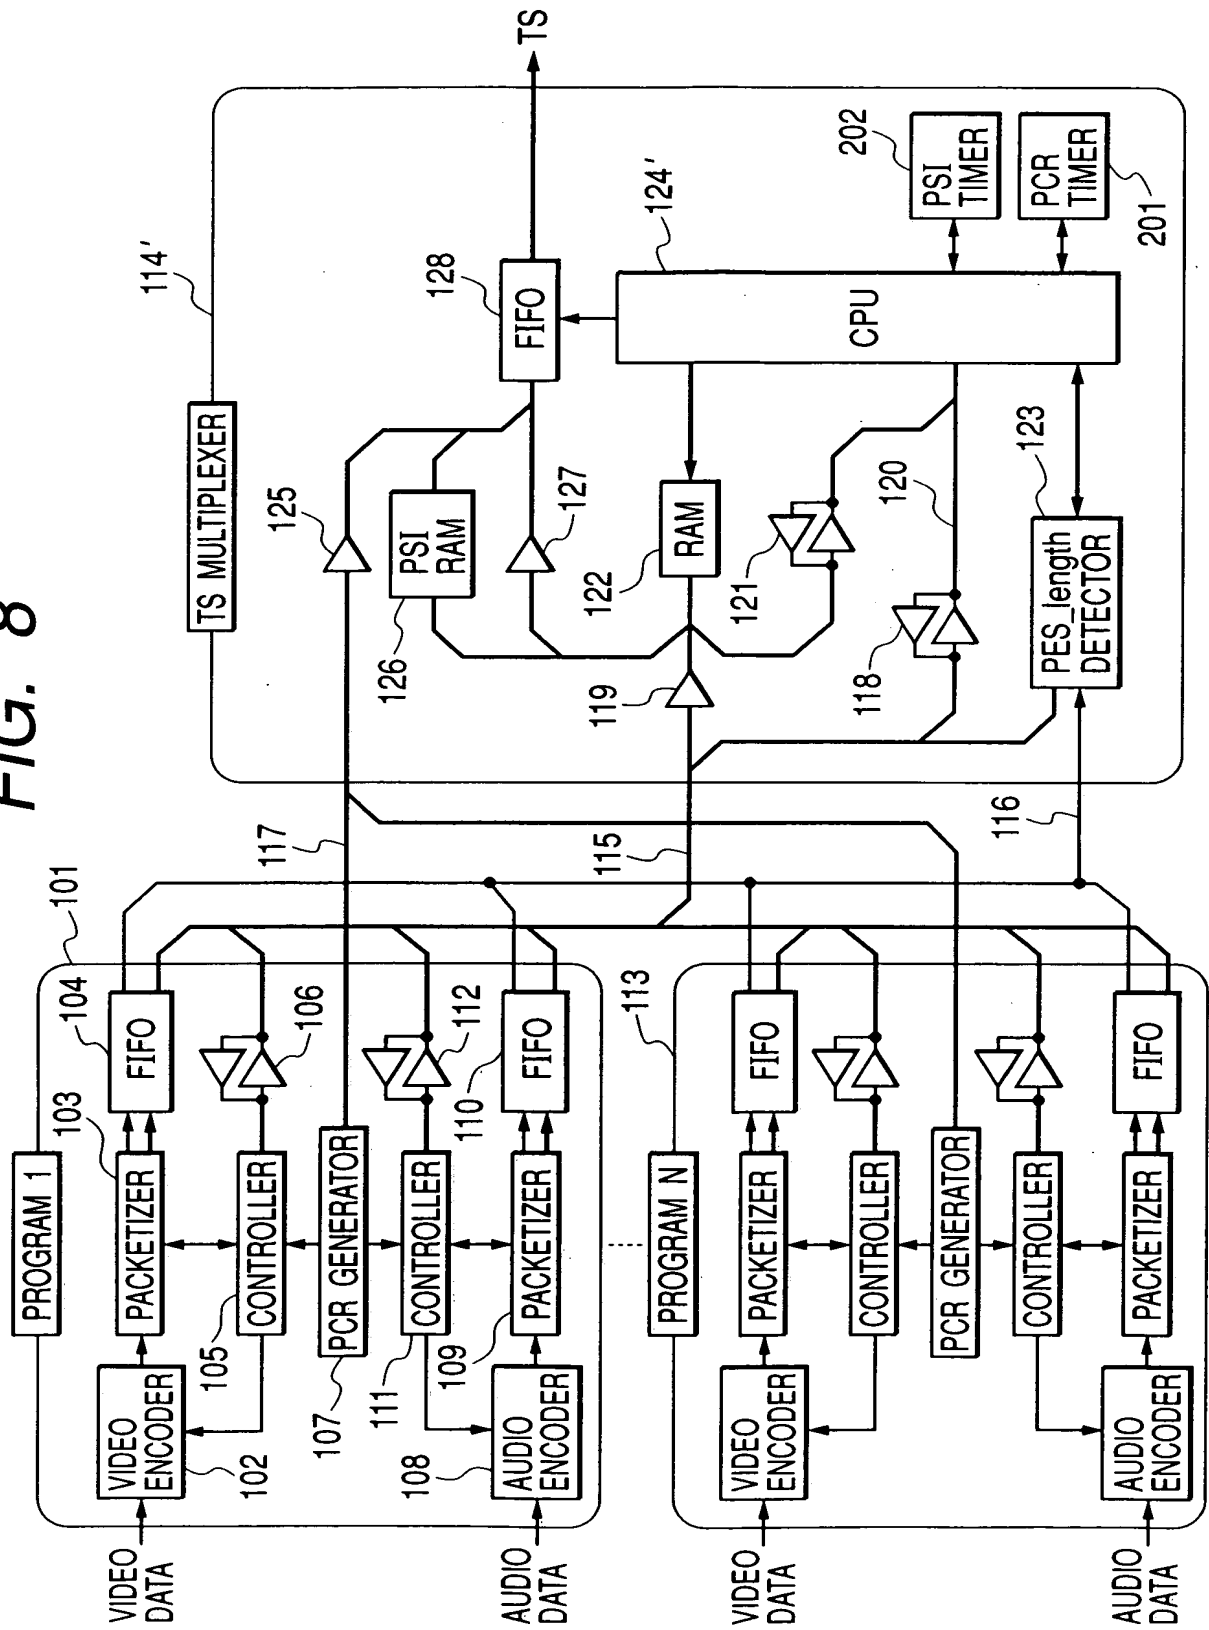 FIG. 8
PROGRAM 1
101
VIDEO
DATA
VIDEO
ENCODER
102
PACKETIZER
103
FIFO
104
CONTROLLER
105
106
PCR GENERATOR
107
CONTROLLER
111
112
AUDIO
DATA
AUDIO
ENCODER
108
PACKETIZER
109
FIFO
110
PROGRAM N
113
VIDEO
DATA
VIDEO
ENCODER
PACKETIZER
FIFO
CONTROLLER
PCR GENERATOR
CONTROLLER
AUDIO
DATA
AUDIO
ENCODER
PACKETIZER
FIFO
117
115
116
TS MULTIPLEXER
114'
125
PSI
RAM
126
127
FIFO
128
TS
119
RAM
122
121
118
120
PES_length
DETECTOR
123
CPU
124'
PSI
TIMER
202
PCR
TIMER
201